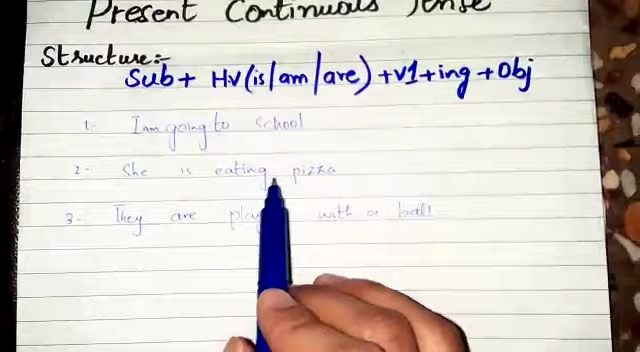 Present Continuous Tense
Structure:-
Sub + Hv (is/am/are) + v1 + ing + Obj
1- I am going to school
2- She is eating pizza
3- They are with a ball